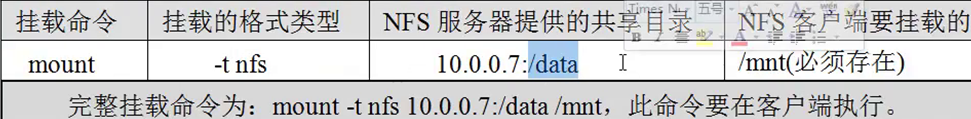 挂载命令 挂载的格式类型 NFS 服务器提供的共享目录 NFS 客户端要挂载的
mount -t nfs 10.0.0.7:/data /mnt(必须存在)
完整挂载命令为：mount -t nfs 10.0.0.7:/data /mnt，此命令要在客户端执行。